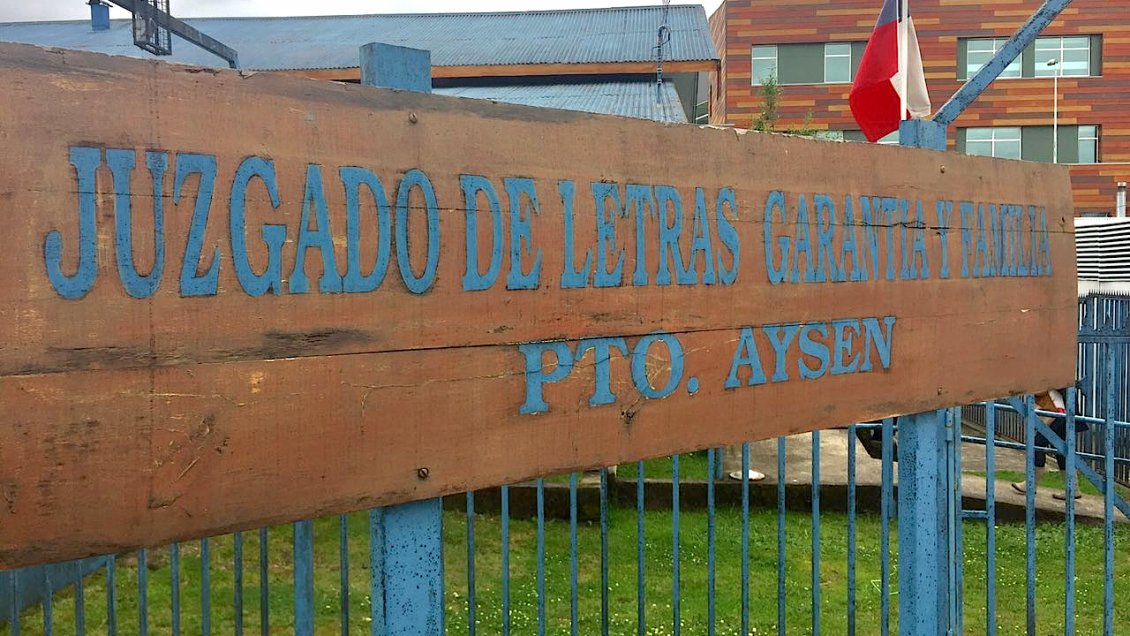 JUZGADO DE LETRAS GARANTIA Y FAMILIA
PTO. AYSEN